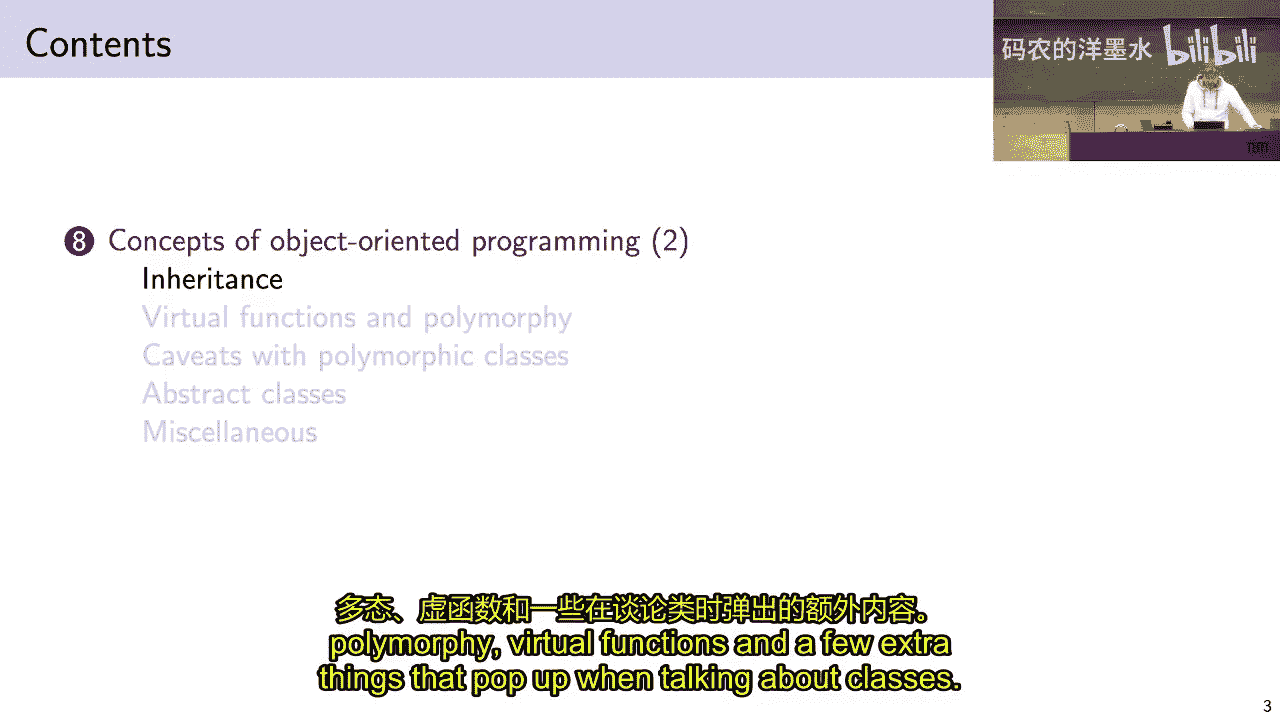 Contents
码农的洋墨水 bilibili
TUM
8 Concepts of object-oriented programming (2)
Inheritance
Virtual functions and polymorphy
Caveats with polymorphic classes
Abstract classes
Miscellaneous
多态、虚函数和一些在谈论类时弹出的额外内容。
polymorphy, virtual functions and a few extra
things that pop up when talking about classes.
3